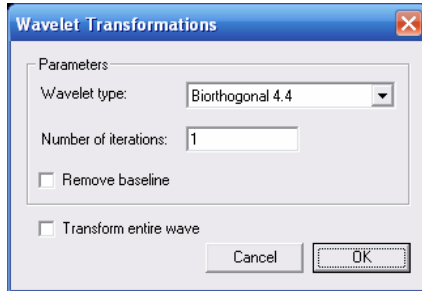 Wavelet Transformations
Parameters
Wavelet type: Biorthogonal 4.4
Number of iterations: 1
Remove baseline
Transform entire wave
Cancel OK